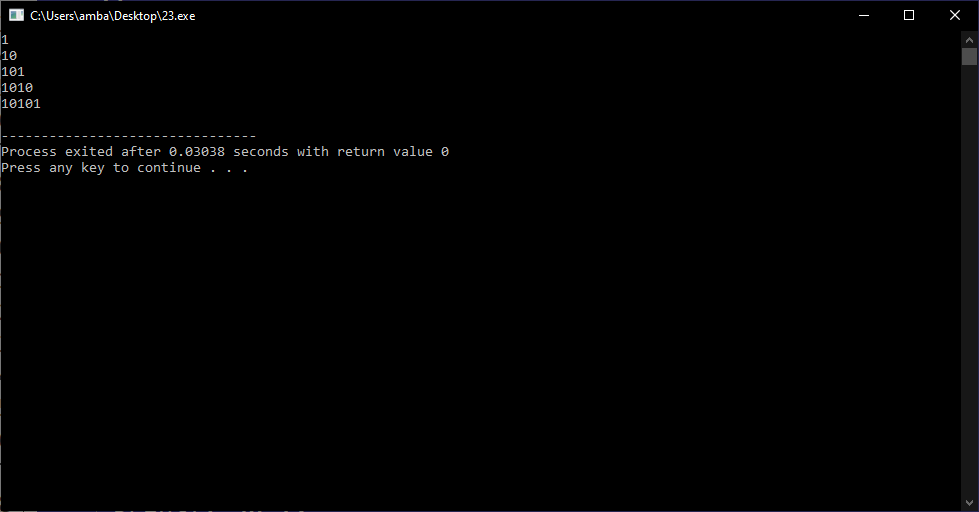 C:\Users\amba\Desktop\23.exe
1
10
101
1010
10101
--------------------------------
Process exited after 0.03038 seconds with return value 0
Press any key to continue . . .